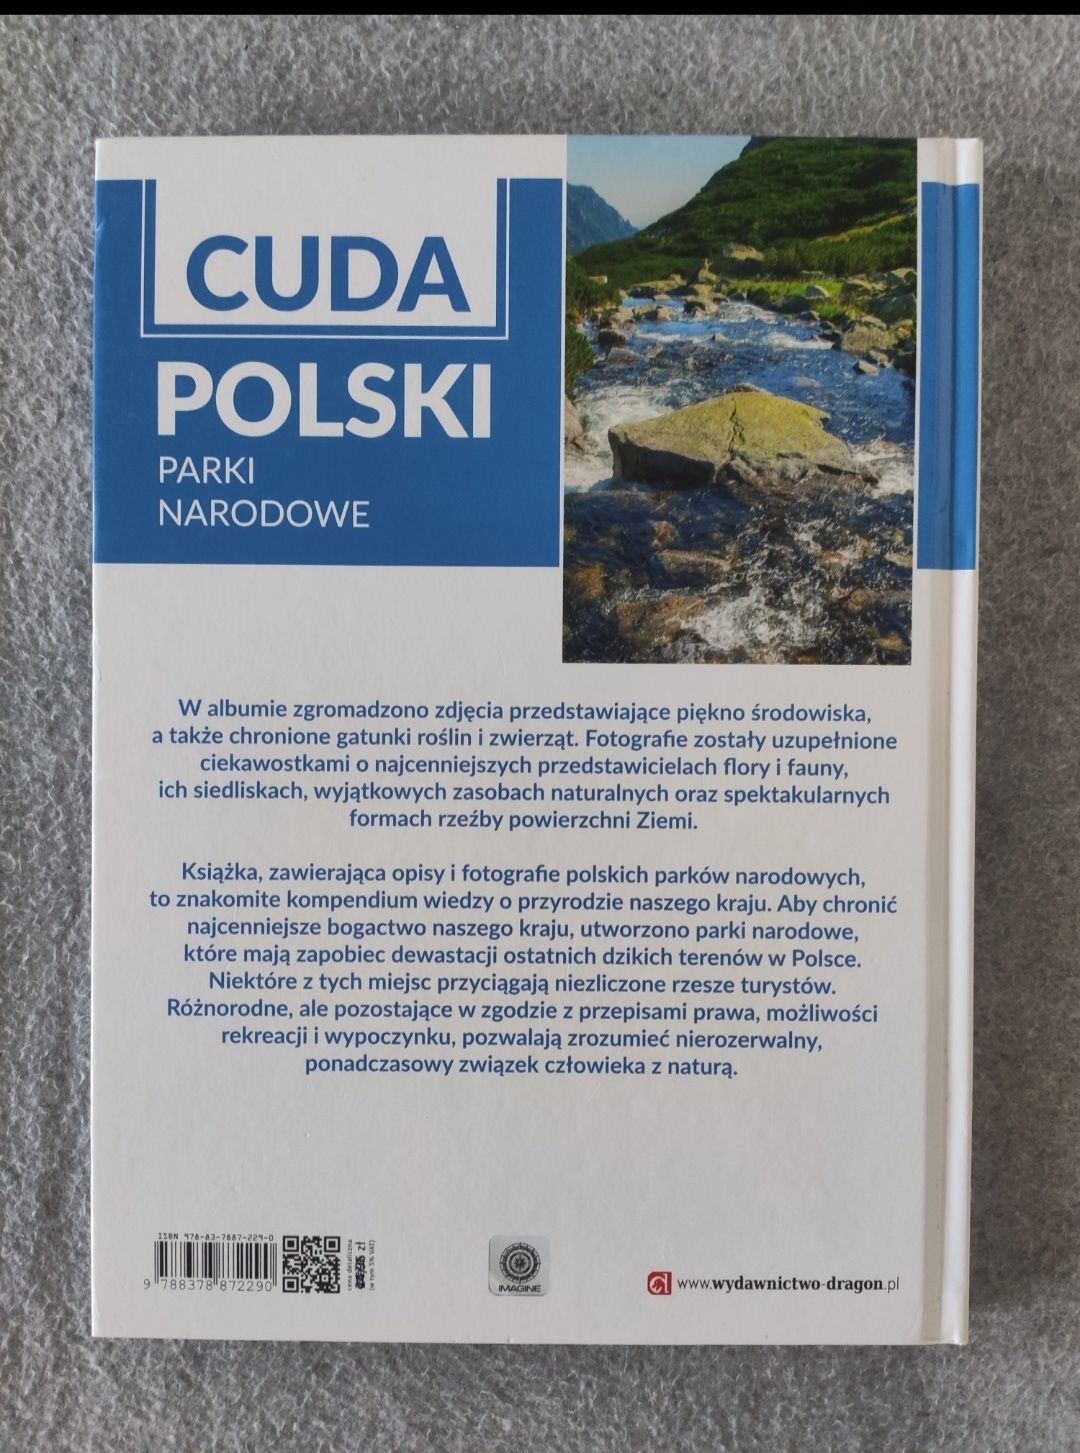 CUDA
POLSKI
PARKI
NARODOWE
W albumie zgromadzono zdjęcia przedstawiające piękno środowiska,
a także chronione gatunki roślin i zwierząt. Fotografie zostały uzupełnione
ciekawostkami o najcenniejszych przedstawicielach flory i fauny,
ich siedliskach, wyjątkowych zasobach naturalnych oraz spektakularnych
formach rzeźby powierzchni Ziemi.
Książka, zawierająca opisy i fotografie polskich parków narodowych,
to znakomite kompendium wiedzy o przyrodzie naszego kraju. Aby chronić
najcenniejsze bogactwo naszego kraju, utworzono parki narodowe,
które mają zapobiec dewastacji ostatnich dzikich terenów w Polsce.
Niektóre z tych miejsc przyciągają niezliczone rzesze turystów.
Różnorodne, ale pozostające w zgodzie z przepisami prawa, możliwości
rekreacji i wypoczynku, pozwalają zrozumieć nierozerwalny,
ponadczasowy związek człowieka z naturą.
ISBN 978-83-7887-229-0
9 788378 872290
cena detaliczna
zł
(w tym 5% VAT)
IMAGINE
www.wydawnictwo-dragon.pl